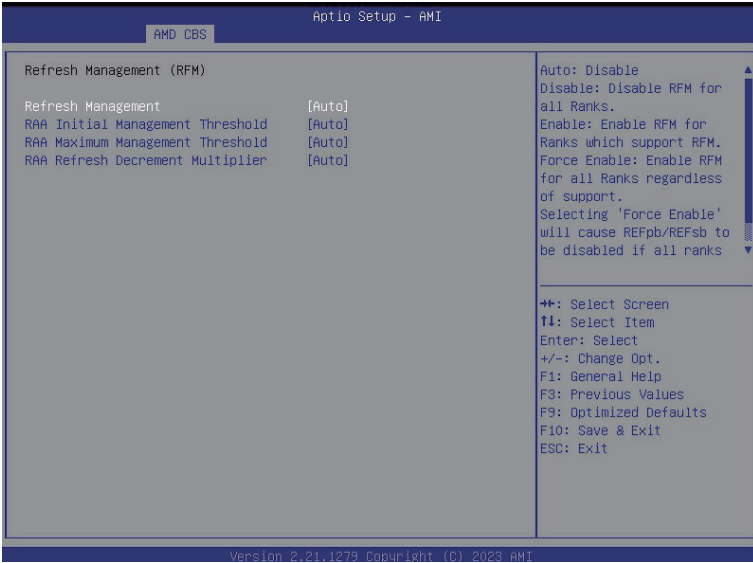 Aptio Setup - AMI
AMD CBS
Refresh Management (RFM)
Refresh Management [Auto]
RAA Initial Management Threshold [Auto]
RAA Maximum Management Threshold [Auto]
RAA Refresh Decrement Multiplier [Auto]
Auto: Disable
Disable: Disable RFM for
all Ranks.
Enable: Enable RFM for
Ranks which support RFM.
Force Enable: Enable RFM
for all Ranks regardless
of support.
Selecting 'Force Enable'
will cause REFpb/REFsb to
be disabled if all ranks
→←: Select Screen
↑↓: Select Item
Enter: Select
+/-: Change Opt.
F1: General Help
F3: Previous Values
F9: Optimized Defaults
F10: Save & Exit
ESC: Exit
Version 2.21.1279 Copyright (C) 2023 AMI